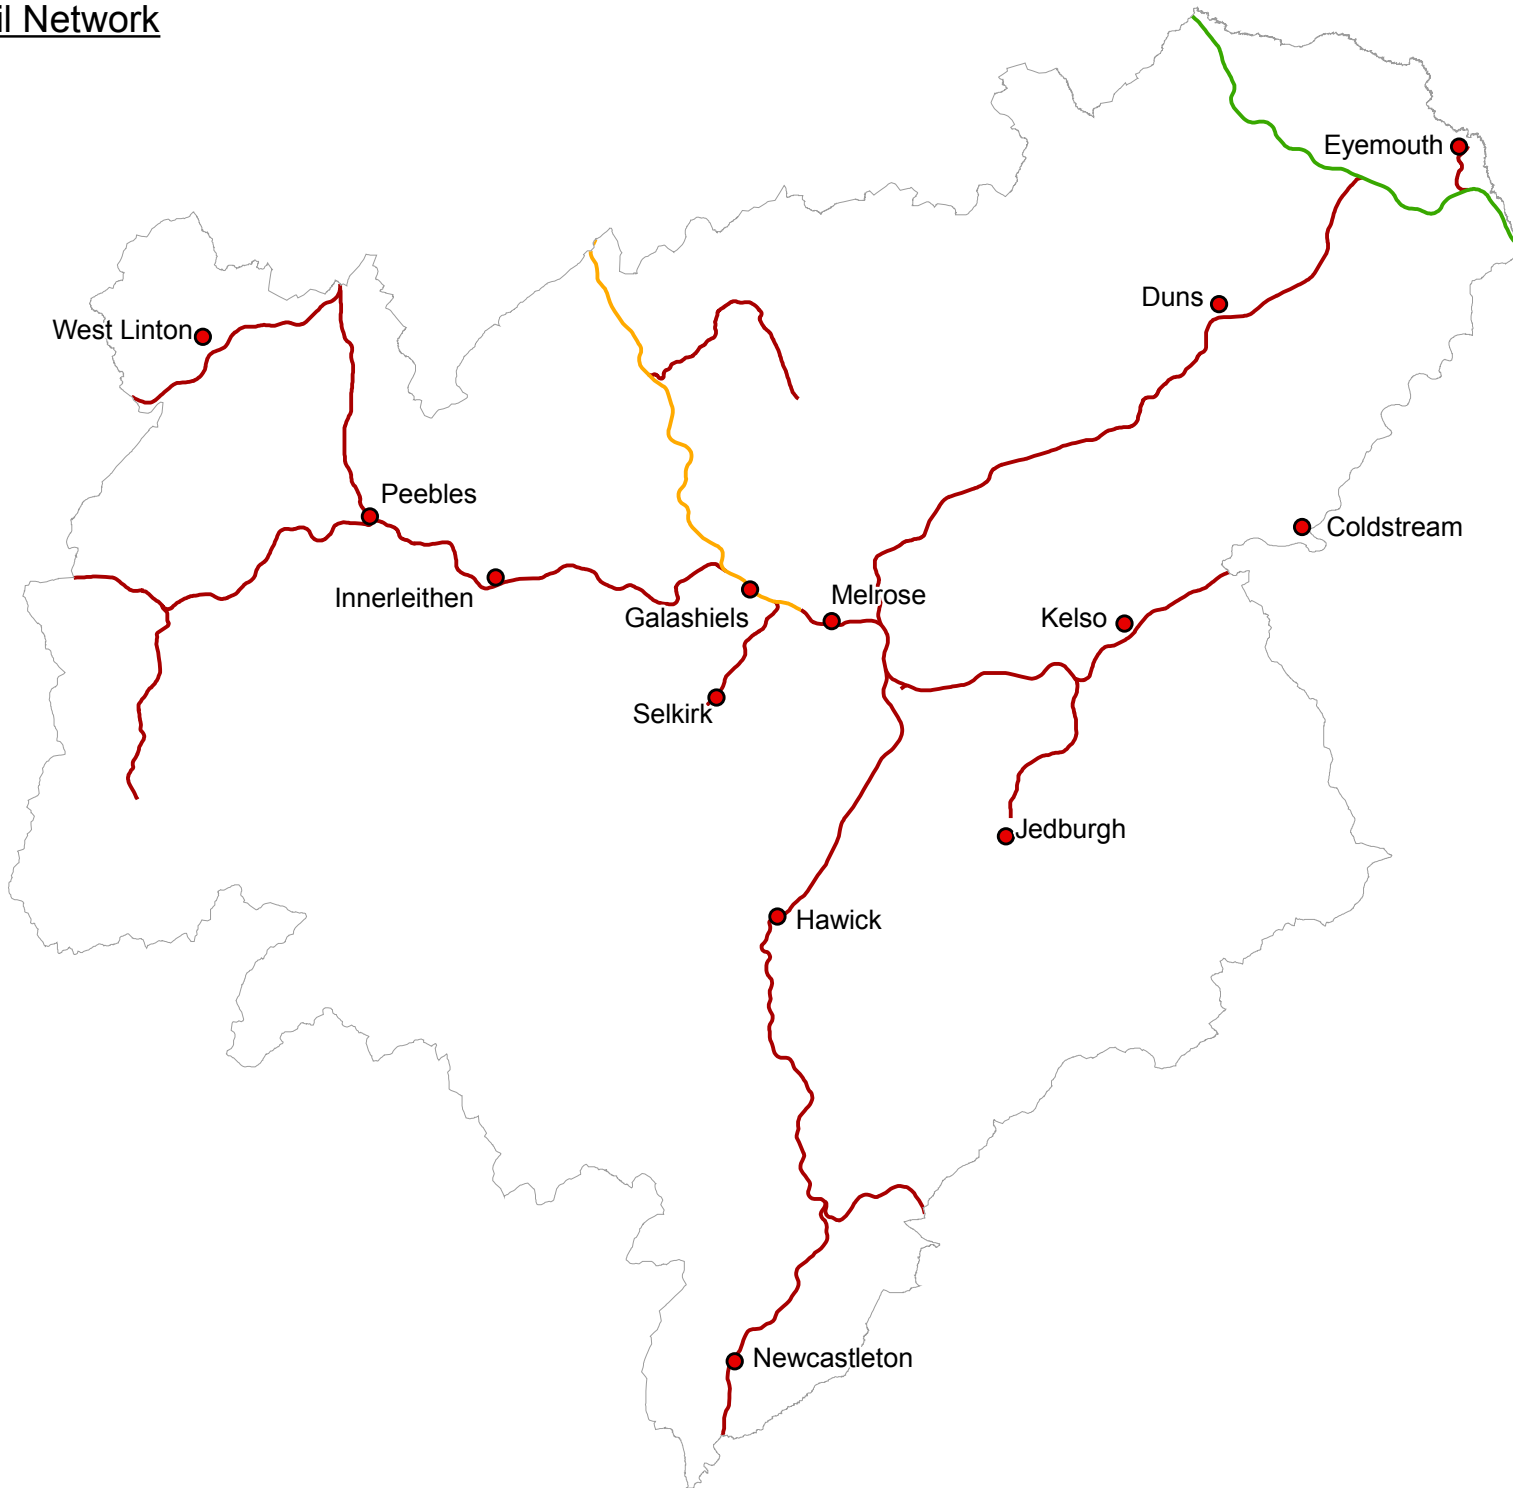 il Network
Eyemouth
Duns
West Linton
Peebles
Coldstream
Innerleithen
Melrose
Galashiels
Kelso
Selkirk
Jedburgh
Hawick
Newcastleton